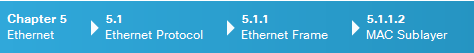 Chapter 5 5.1 5.1.1 5.1.1.2
Ethernet Ethernet Protocol Ethernet Frame MAC Sublayer